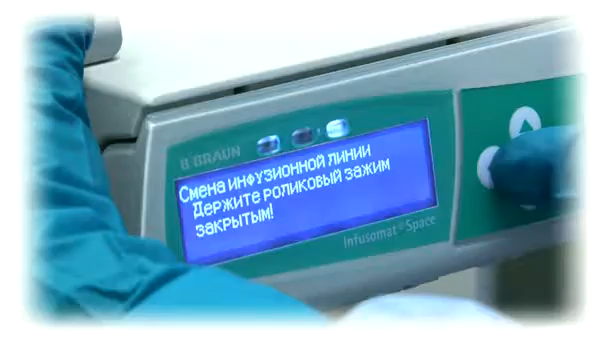 B BRAUN
Смена инфузионной линии
Держите роликовый зажим
закрытым!
Infusomat® Space